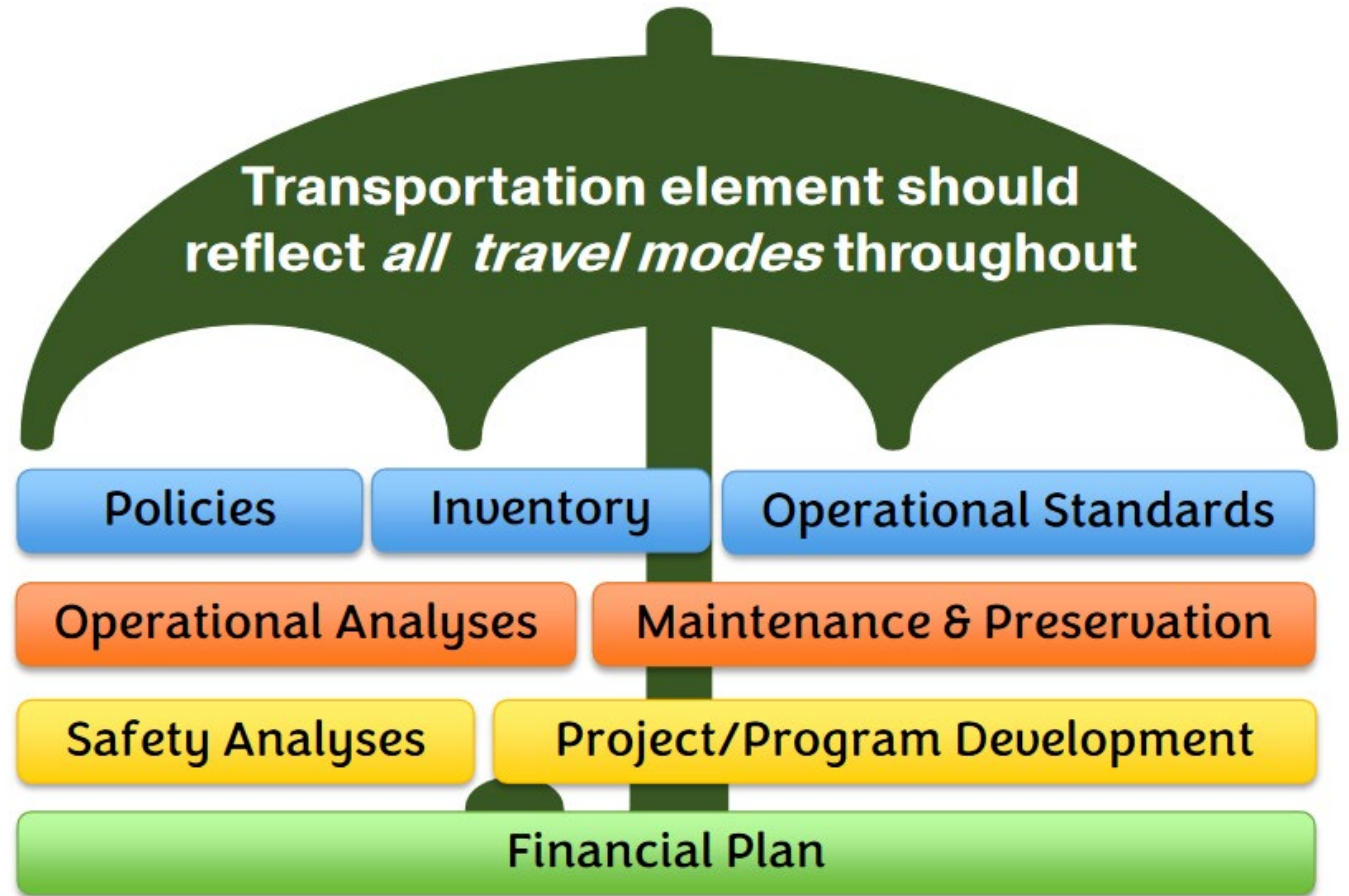 Transportation element should
reflect all travel modes throughout
Policies
Inventory
Operational Standards
Operational Analyses
Maintenance & Preservation
Safety Analyses
Project/Program Development
Financial Plan